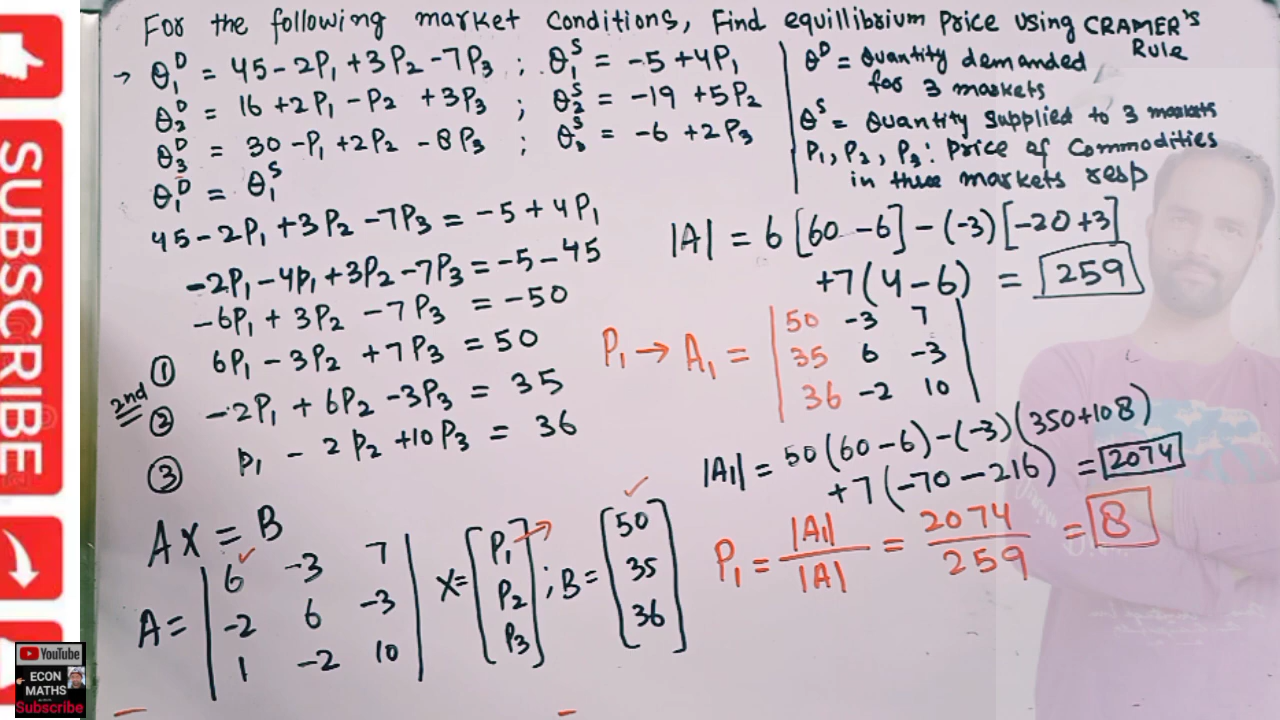 For the following market Conditions, Find equillibrium Price using CRAMER's Rule
→ Q₁ᴰ = 45-2P₁+3P₂-7P₃ ; Q₁ˢ = -5+4P₁
Q₂ᴰ = 16+2P₁-P₂+3P₃ ; Q₂ˢ = -19+5P₂
Q₃ᴰ = 30-P₁+2P₂-8P₃ ; Q₃ˢ = -6+2P₃
Qᴰ = Quantity demanded
for 3 markets
Qˢ = Quantity supplied to 3 markets
P₁, P₂, P₃ : Price of Commodities
in three markets resp
Q₁ᴰ = Q₁ˢ
45-2P₁+3P₂-7P₃ = -5+4P₁
-2P₁-4P₁+3P₂-7P₃ = -5-45
-6P₁+3P₂-7P₃ = -50
① 6P₁-3P₂+7P₃ = 50
2nd ② -2P₁+6P₂-3P₃ = 35
③ P₁-2P₂+10P₃ = 36
AX = B
A = | 6 -3 7 |
| -2 6 -3 |
| 1 -2 10 |
X = [P₁
P₂
P₃]
; B = [50
35
36]
|A| = 6[60-6]-(-3)[-20+3]
+7(4-6) = 259
P₁ → A₁ = | 50 -3 7 |
| 35 6 -3 |
| 36 -2 10 |
|A₁| = 50(60-6)-(-3)(350+108)
+7(-70-216) = 2074
P₁ = |A₁|/|A| = 2074/259 = 8
SUBSCRIBE
YouTube
ECON
MATHS
Subscribe